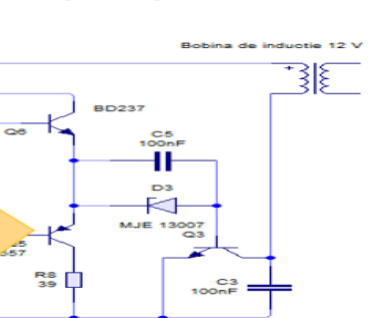 Bobina de inductie 12 V
+
BD237
Q6
C5
100nF
D3
MJE 13007
Q3
R8
39
C3
100nF